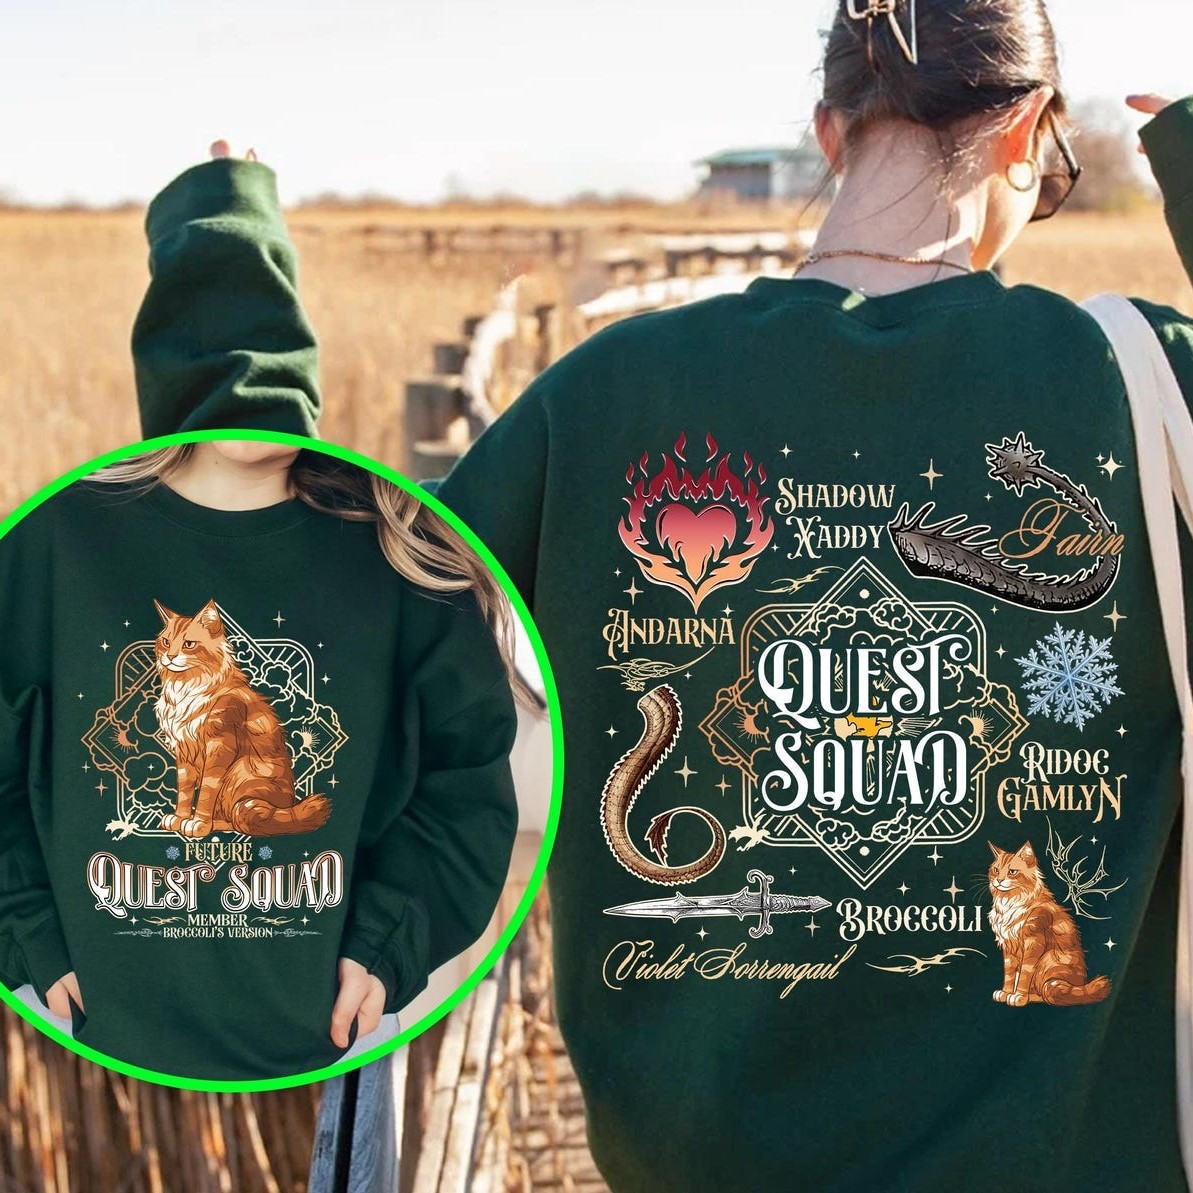 FUTURE
QUEST SQUAD
MEMBER
BROCCOLI'S VERSION
SHADOW
XADDY
Tairn
ANDARNA
QUEST
SQUAD
RIDOC
GAMLYN
BROCCOLI
Violet Sorrengail